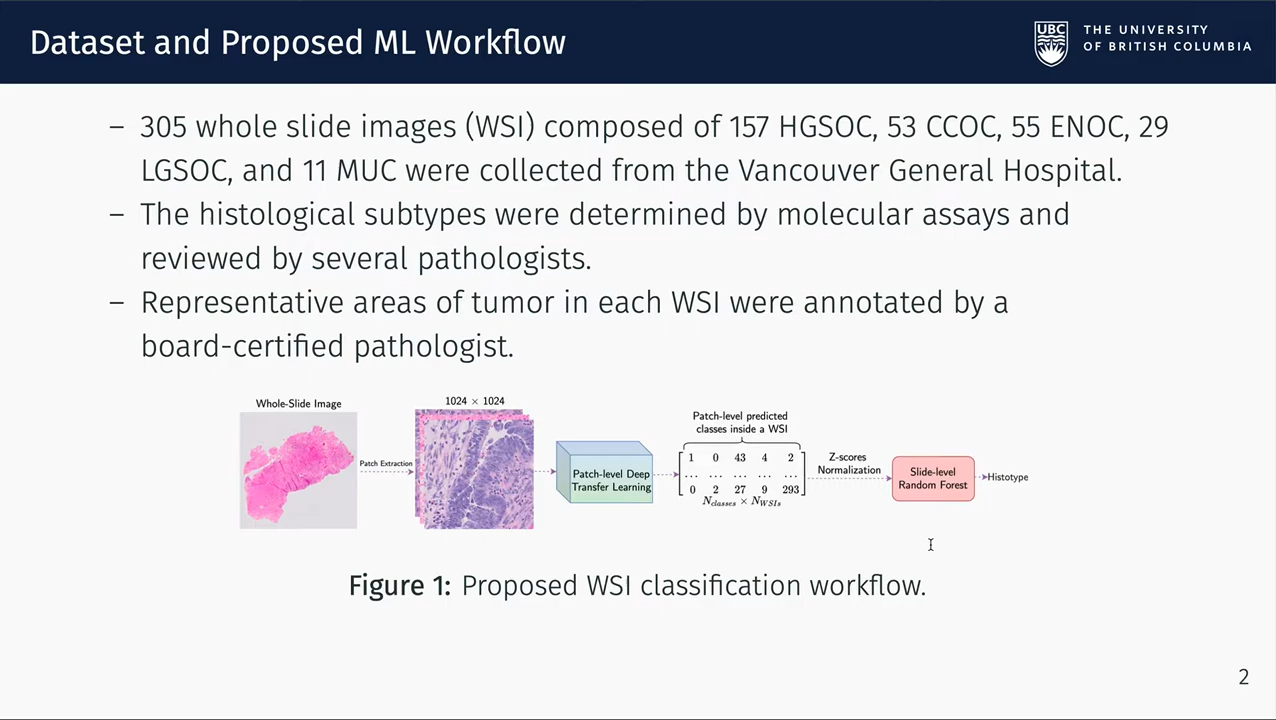 Dataset and Proposed ML Workflow
UBC
THE UNIVERSITY
OF BRITISH COLUMBIA
– 305 whole slide images (WSI) composed of 157 HGSOC, 53 CCOC, 55 ENOC, 29
LGSOC, and 11 MUC were collected from the Vancouver General Hospital.
– The histological subtypes were determined by molecular assays and
reviewed by several pathologists.
– Representative areas of tumor in each WSI were annotated by a
board-certified pathologist.
Whole-Slide Image
Patch Extraction
1024 × 1024
Patch-level Deep
Transfer Learning
Patch-level predicted
classes inside a WSI
1 0 43 4 2
... ... ... ... ...
0 2 27 9 293
N_classes × N_WSIs
Z-scores
Normalization
Slide-level
Random Forest
Histotype
Figure 1: Proposed WSI classification workflow.
2